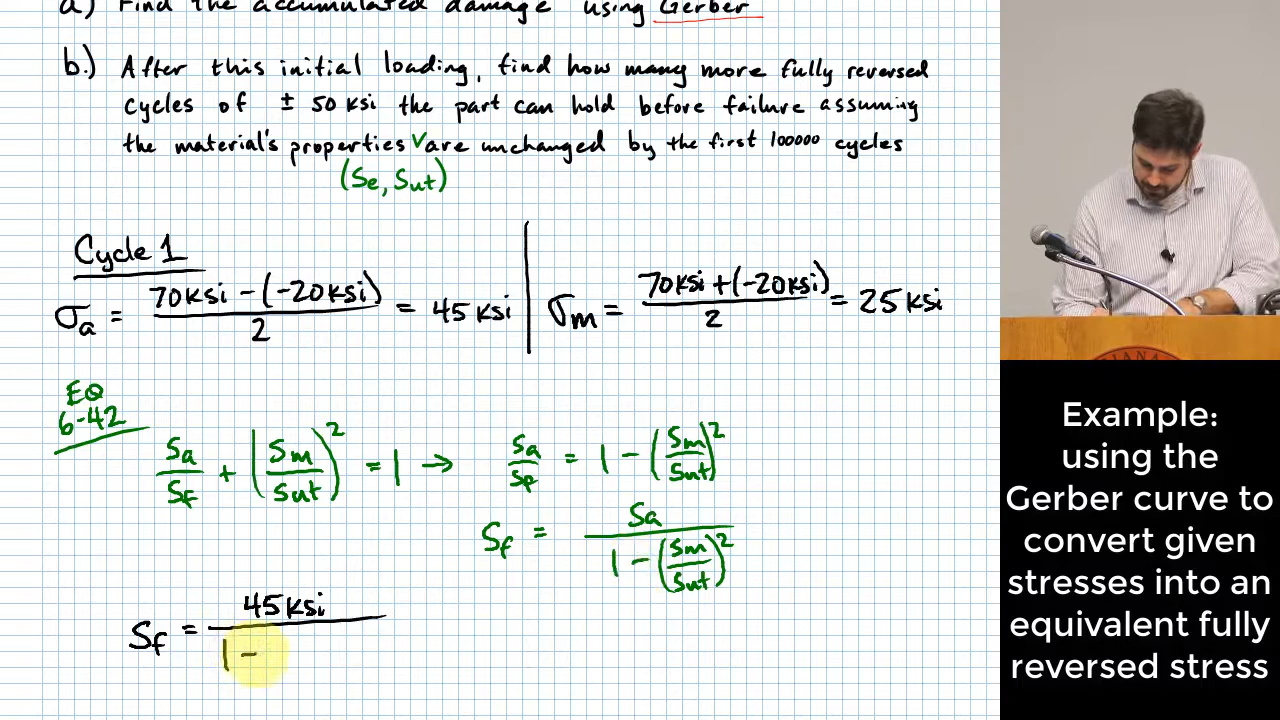 a.) Find the accumulated damage using Gerber
b.) After this initial loading, find how many more fully reversed
cycles of ± 50 ksi the part can hold before failure assuming
the material's properties ∨ are unchanged by the first 100000 cycles
(Se, Sut)
Cycle 1
σa = (70ksi - (-20ksi))/2 = 45 ksi
σm = (70ksi + (-20ksi))/2 = 25 ksi
EQ
6-42
Sa/Sf + (Sm/Sut)^2 = 1 →
Sa/Sf = 1 - (Sm/Sut)^2
Sf = Sa/(1 - (Sm/Sut)^2)
Sf = 45ksi/(1 -
Example:
using the
Gerber curve to
convert given
stresses into an
equivalent fully
reversed stress